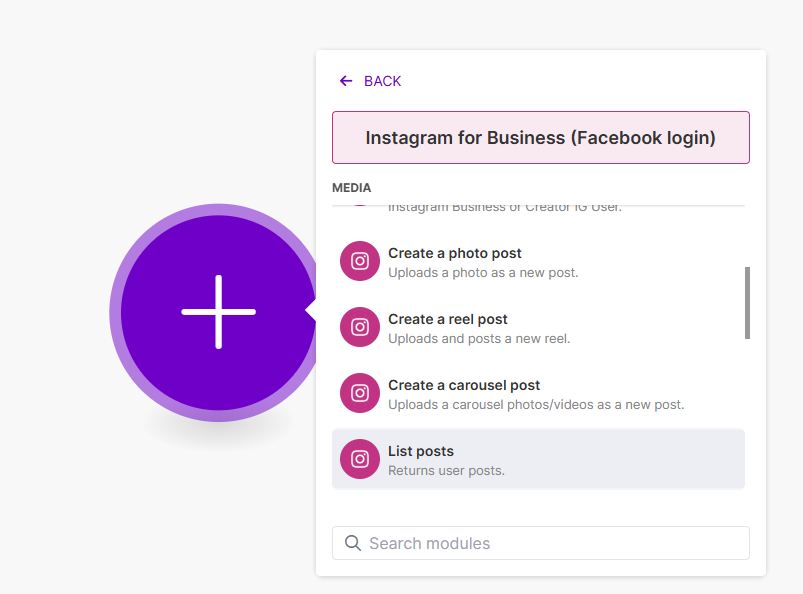 BACK
Instagram for Business (Facebook login)
MEDIA
Instagram Business or Creator IG User.
Create a photo post
Uploads a photo as a new post.
Create a reel post
Uploads and posts a new reel.
Create a carousel post
Uploads a carousel photos/videos as a new post.
List posts
Returns user posts.
Search modules